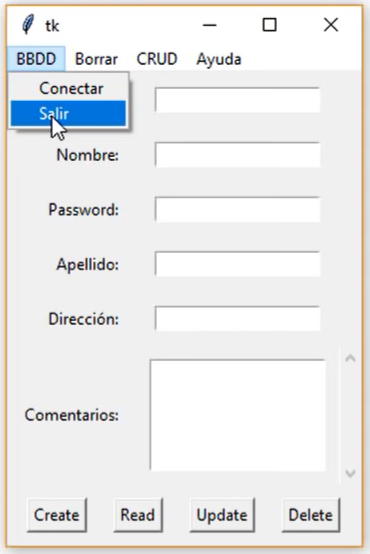 tk
BBDD Borrar CRUD Ayuda
Conectar
Salir
Nombre:
Password:
Apellido:
Dirección:
Comentarios:
Create Read Update Delete